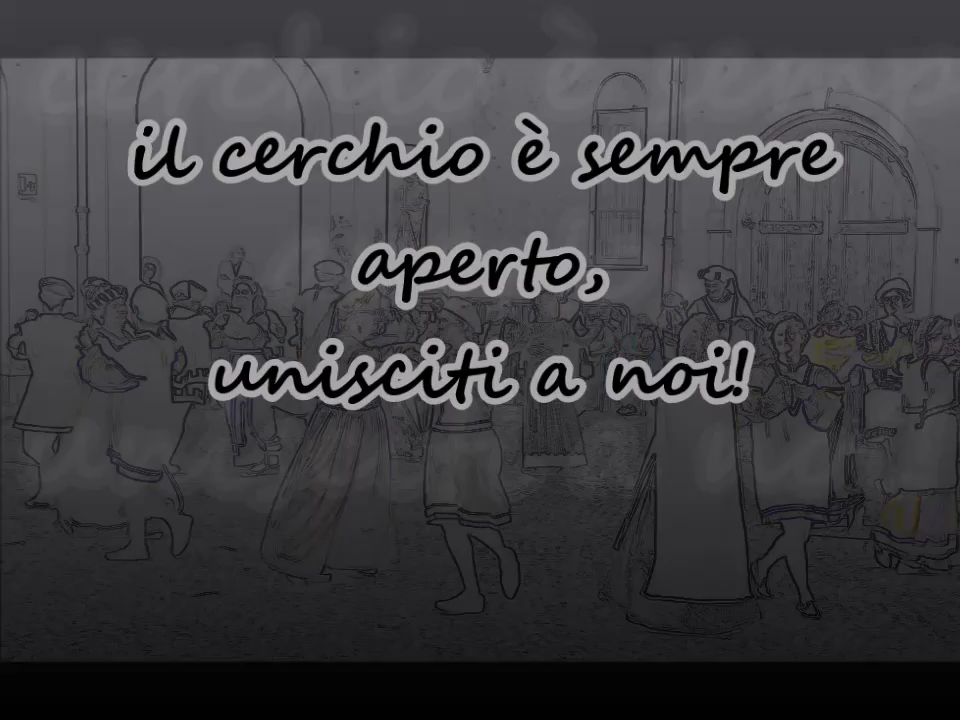 il cerchio è sempre
aperto,
unisciti a noi!